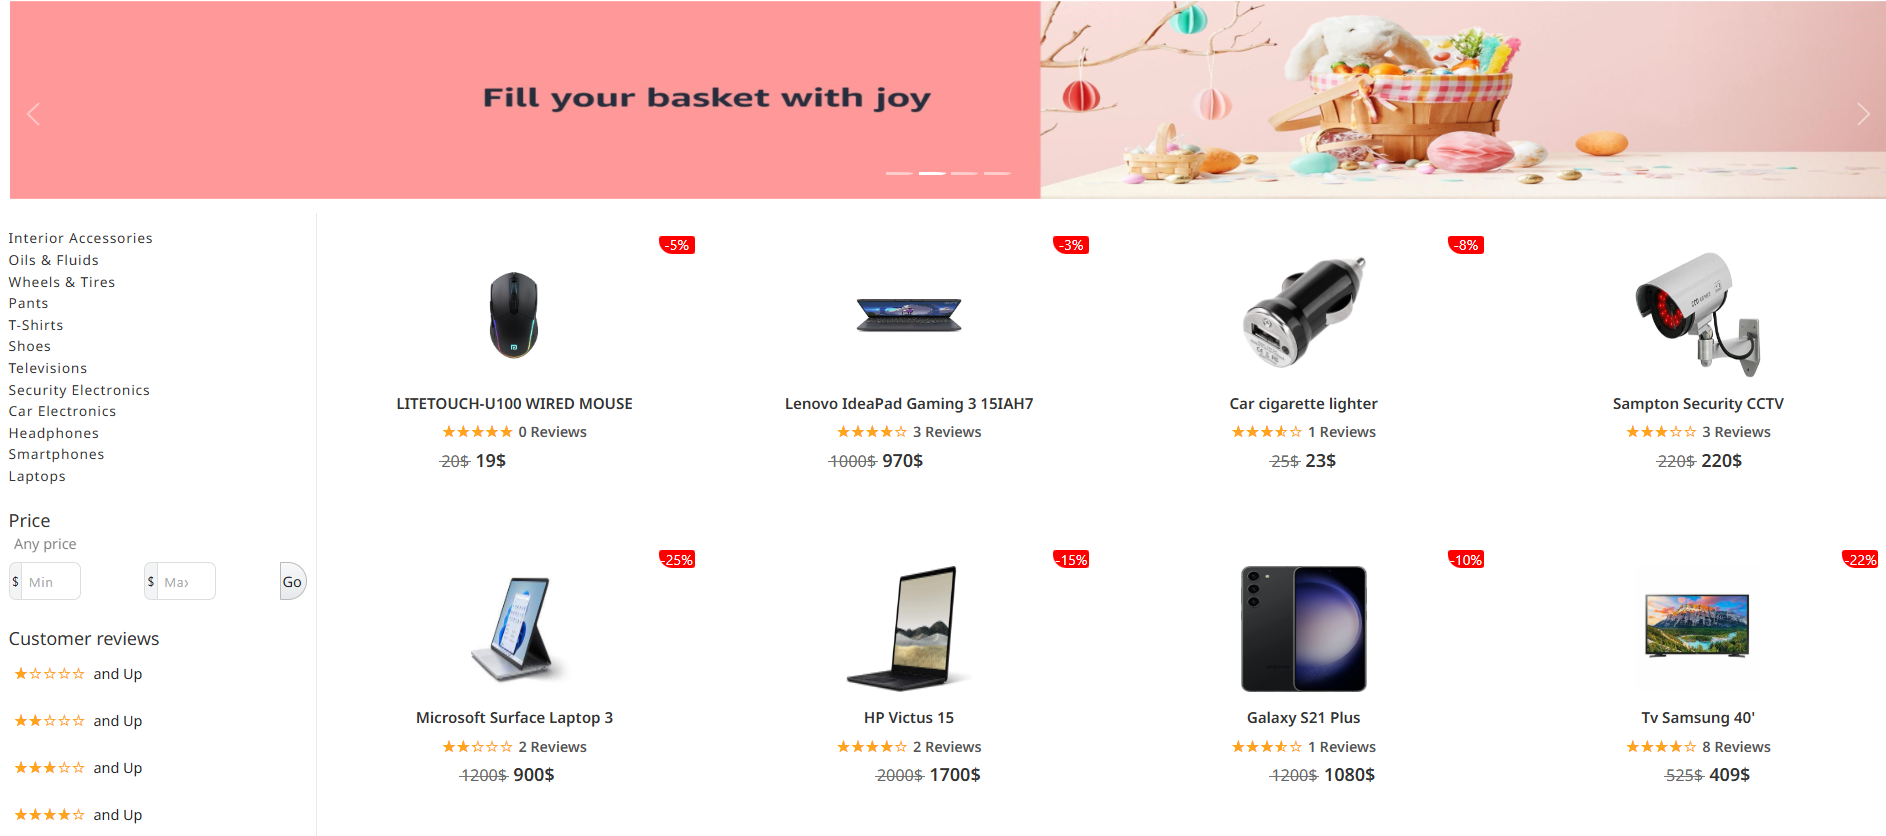 Fill your basket with joy
Interior Accessories
Oils & Fluids
Wheels & Tires
Pants
T-Shirts
Shoes
Televisions
Security Electronics
Car Electronics
Headphones
Smartphones
Laptops
Price
Any price
$ Min $ Max Go
Customer reviews
and Up
and Up
and Up
and Up
-5% -3% -8%
LITETOUCH-U100 WIRED MOUSE Lenovo IdeaPad Gaming 3 15IAH7 Car cigarette lighter Sampton Security CCTV
0 Reviews 3 Reviews 1 Reviews 3 Reviews
20$ 19$ 1000$ 970$ 25$ 23$ 220$ 220$
-25% -15% -10% -22%
Microsoft Surface Laptop 3 HP Victus 15 Galaxy S21 Plus Tv Samsung 40'
2 Reviews 2 Reviews 1 Reviews 8 Reviews
1200$ 900$ 2000$ 1700$ 1200$ 1080$ 525$ 409$